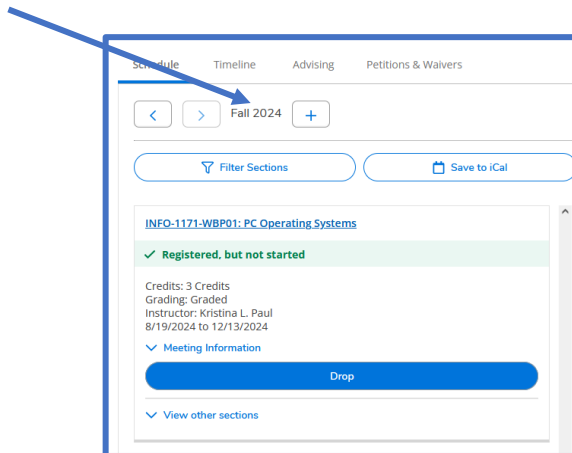 Schedule Timeline Advising Petitions & Waivers
Fall 2024
Filter Sections Save to iCal
INFO-1171-WBP01: PC Operating Systems
Registered, but not started
Credits: 3 Credits
Grading: Graded
Instructor: Kristina L. Paul
8/19/2024 to 12/13/2024
Meeting Information
Drop
View other sections